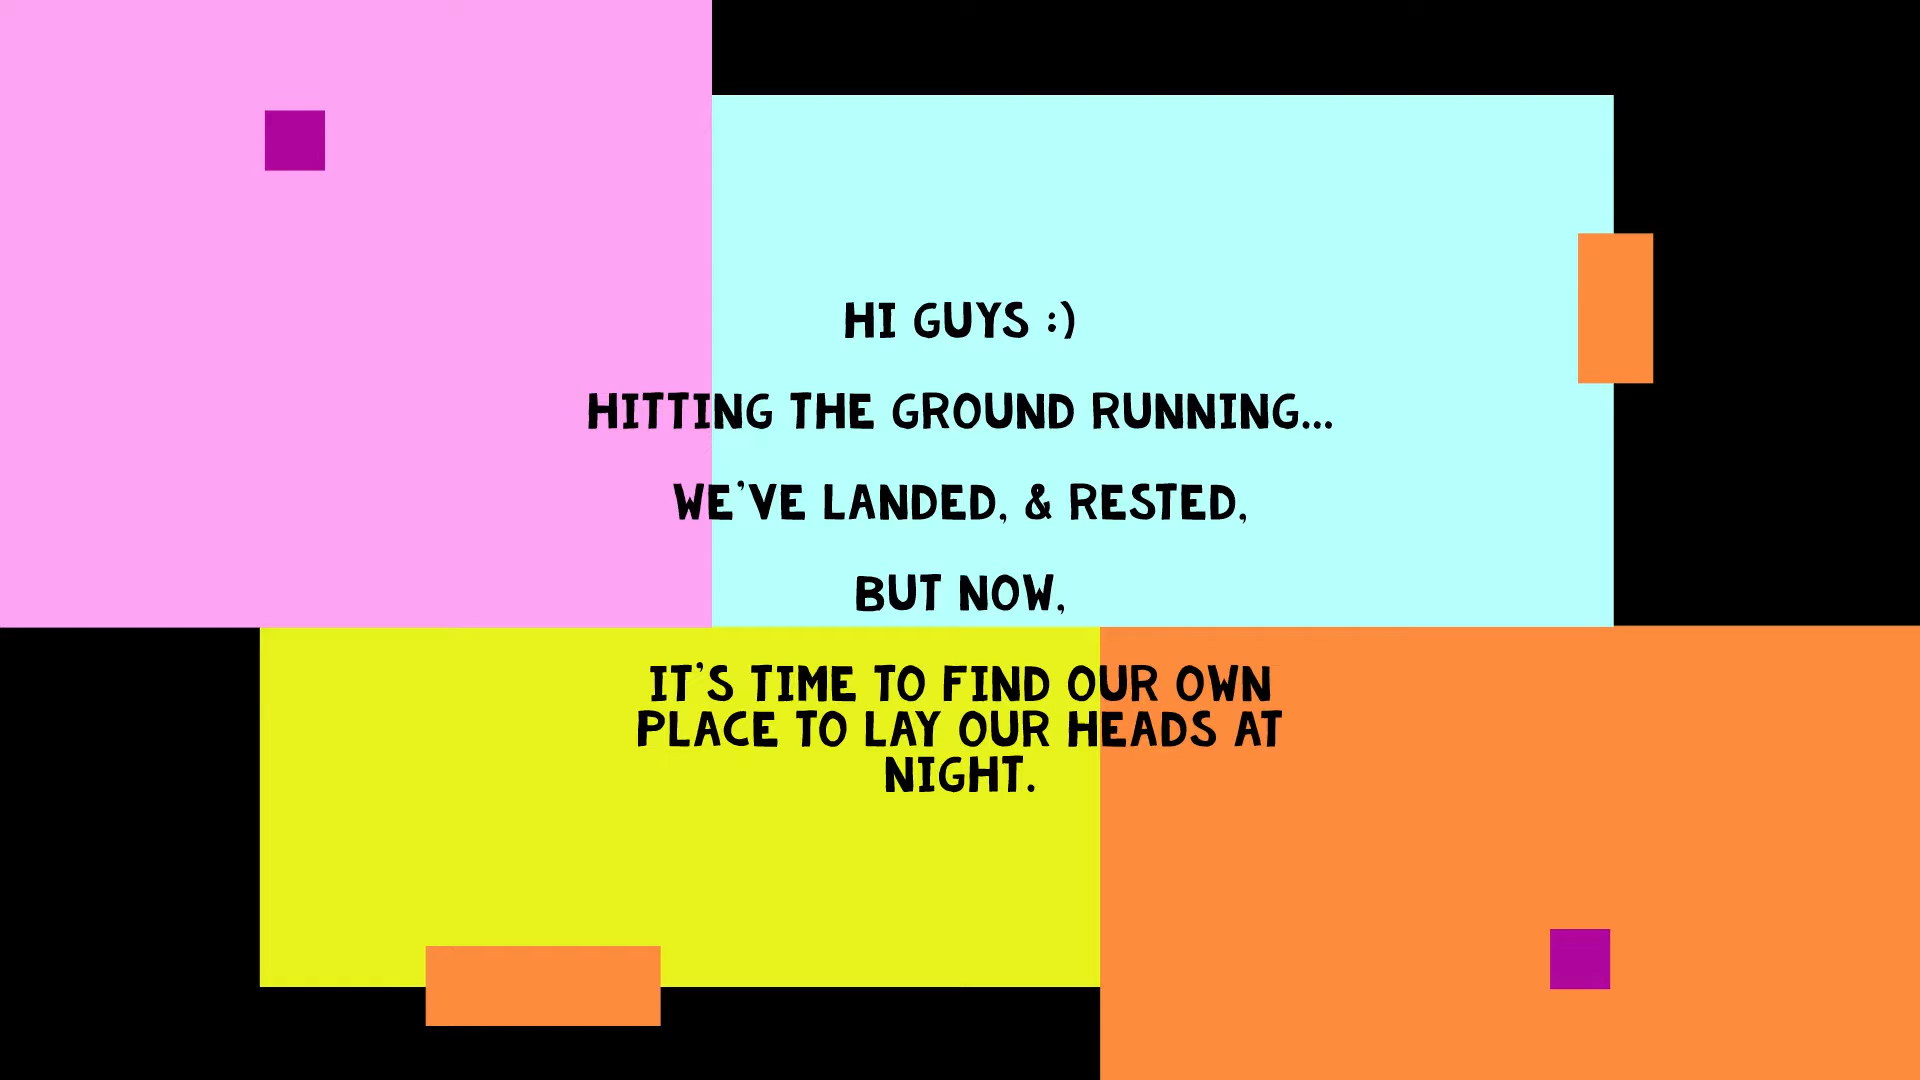 HI GUYS :)
HITTING THE GROUND RUNNING...
WE'VE LANDED, & RESTED,
BUT NOW,
IT'S TIME TO FIND OUR OWN
PLACE TO LAY OUR HEADS AT
NIGHT.